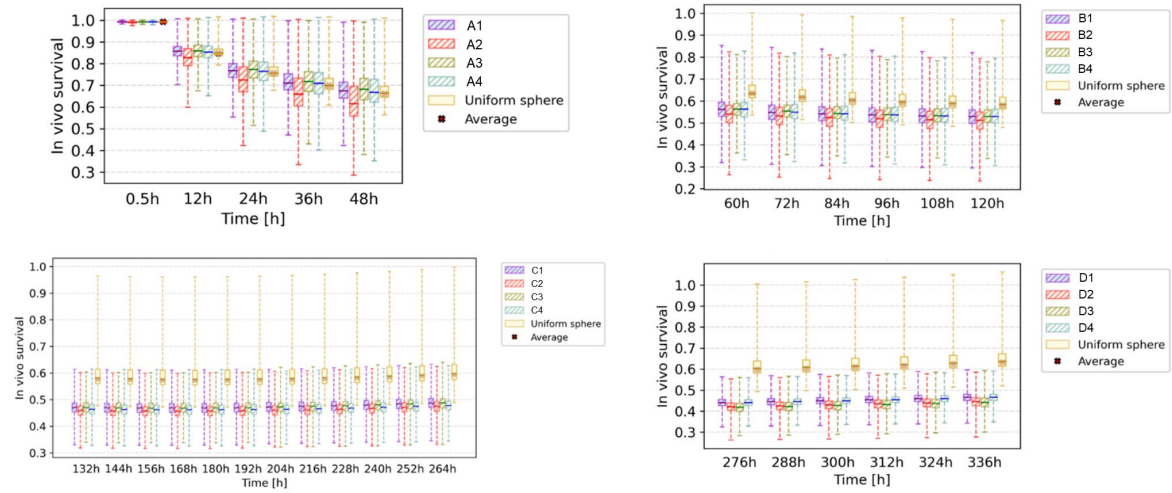 In vivo survival
1.0
0.9
0.8
0.7
0.6
0.5
0.4
0.3
0.5h 12h 24h 36h 48h
Time [h]
A1
A2
A3
A4
Uniform sphere
Average
In vivo survival
1.0
0.9
0.8
0.7
0.6
0.5
0.4
0.3
0.2
60h 72h 84h 96h 108h 120h
Time [h]
B1
B2
B3
B4
Uniform sphere
Average
In vivo survival
1.0
0.9
0.8
0.7
0.6
0.5
0.4
0.3
132h 144h 156h 168h 180h 192h 204h 216h 228h 240h 252h 264h
Time [h]
C1
C2
C3
C4
Uniform sphere
Average
In vivo survival
1.0
0.9
0.8
0.7
0.6
0.5
0.4
0.3
276h 288h 300h 312h 324h 336h
Time [h]
D1
D2
D3
D4
Uniform sphere
Average